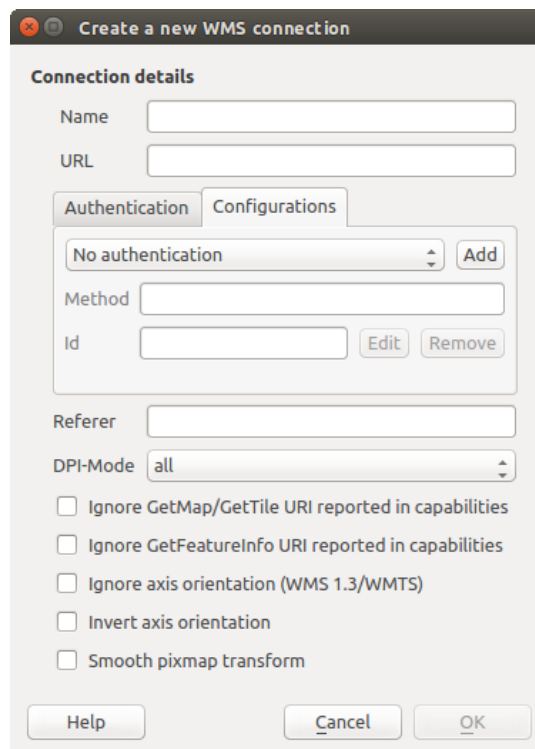 Create a new WMS connection
Connection details
Name
URL
Authentication Configurations
No authentication Add
Method
Id Edit Remove
Referer
DPI-Mode all
Ignore GetMap/GetTile URI reported in capabilities
Ignore GetFeatureInfo URI reported in capabilities
Ignore axis orientation (WMS 1.3/WMTS)
Invert axis orientation
Smooth pixmap transform
Help Cancel OK